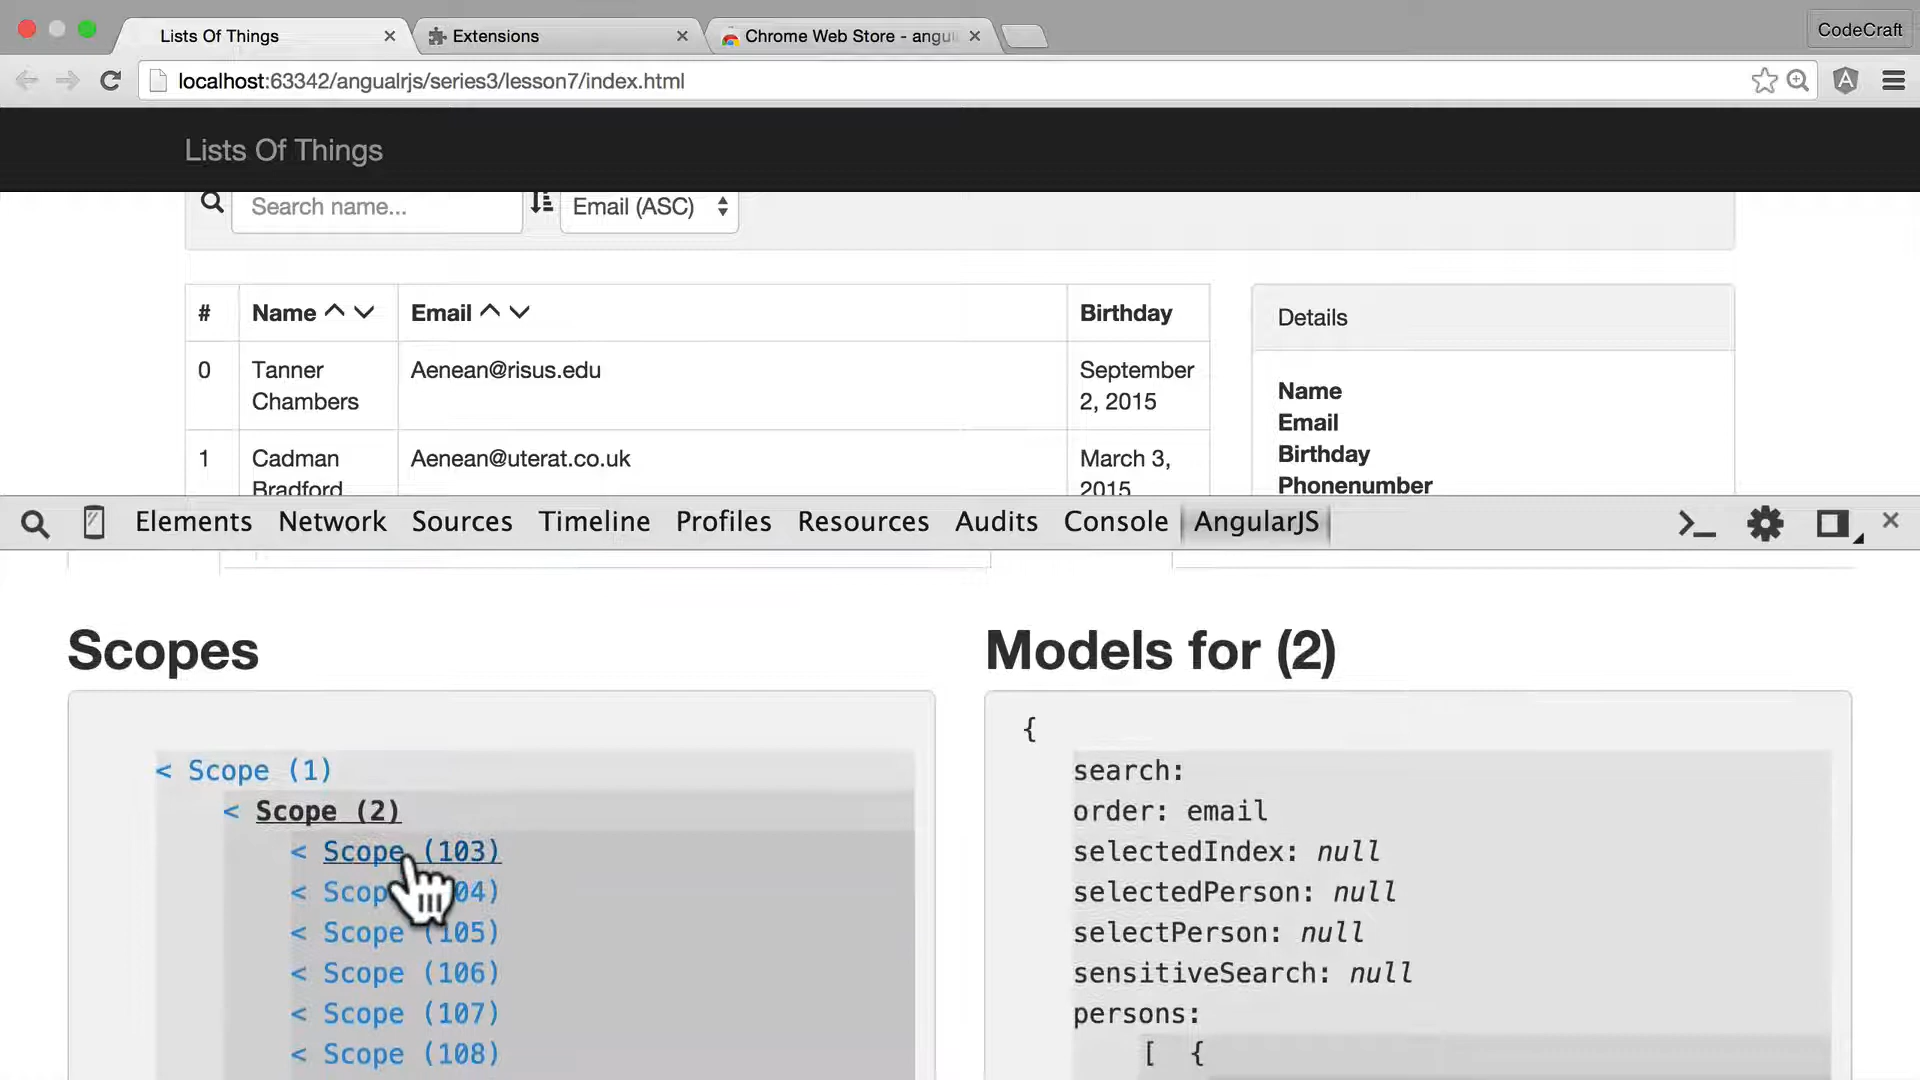 Lists Of Things
Extensions
Chrome Web Store - angu
CodeCraft
localhost:63342/angualrjs/series3/lesson7/index.html
Lists Of Things
Search name...
Email (ASC)
# Name Email Birthday
0 Tanner Chambers Aenean@risus.edu September 2, 2015
1 Cadman Bradford Aenean@uterat.co.uk March 3, 2015
Details
Name
Email
Birthday
Phonenumber
Elements Network Sources Timeline Profiles Resources Audits Console AngularJS
Scopes
< Scope (1)
< Scope (2)
< Scope (103)
< Scop 04)
< Scope (105)
< Scope (106)
< Scope (107)
< Scope (108)
Models for (2)
{
search:
order: email
selectedIndex: null
selectedPerson: null
selectPerson: null
sensitiveSearch: null
persons:
[ {